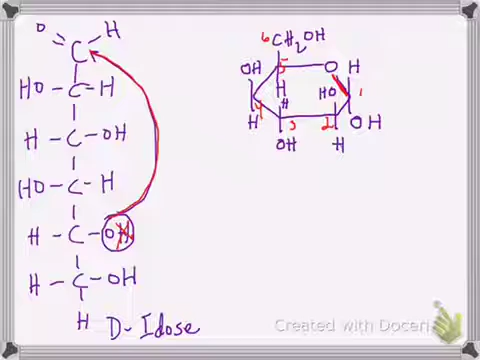 O H
C
HO - C - H
H - C - OH
HO - C - H
H - C - OH
H - C - OH
H
D-Idose
6 CH2OH
5 O H
OH H HO 1
4 H
H 3 2 OH
OH H
Created with Doceri